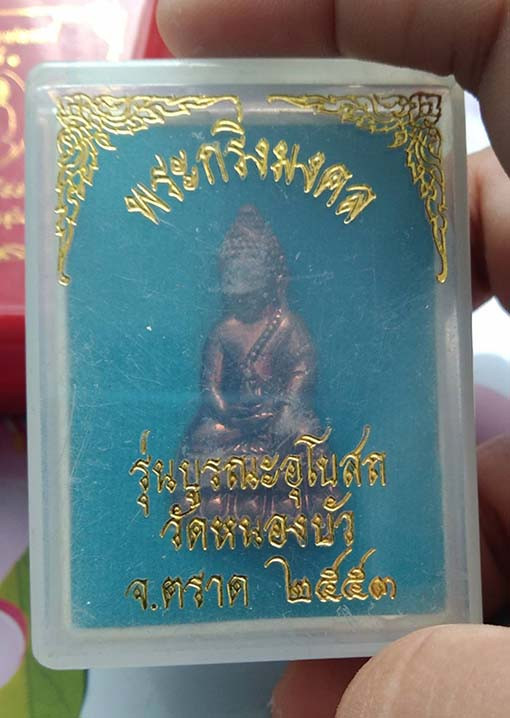 พระกริ่งมงคล
รุ่นบูรณะอุโบสถ
วัดหนองบัว
จ.ตราด ๒๕๕๓